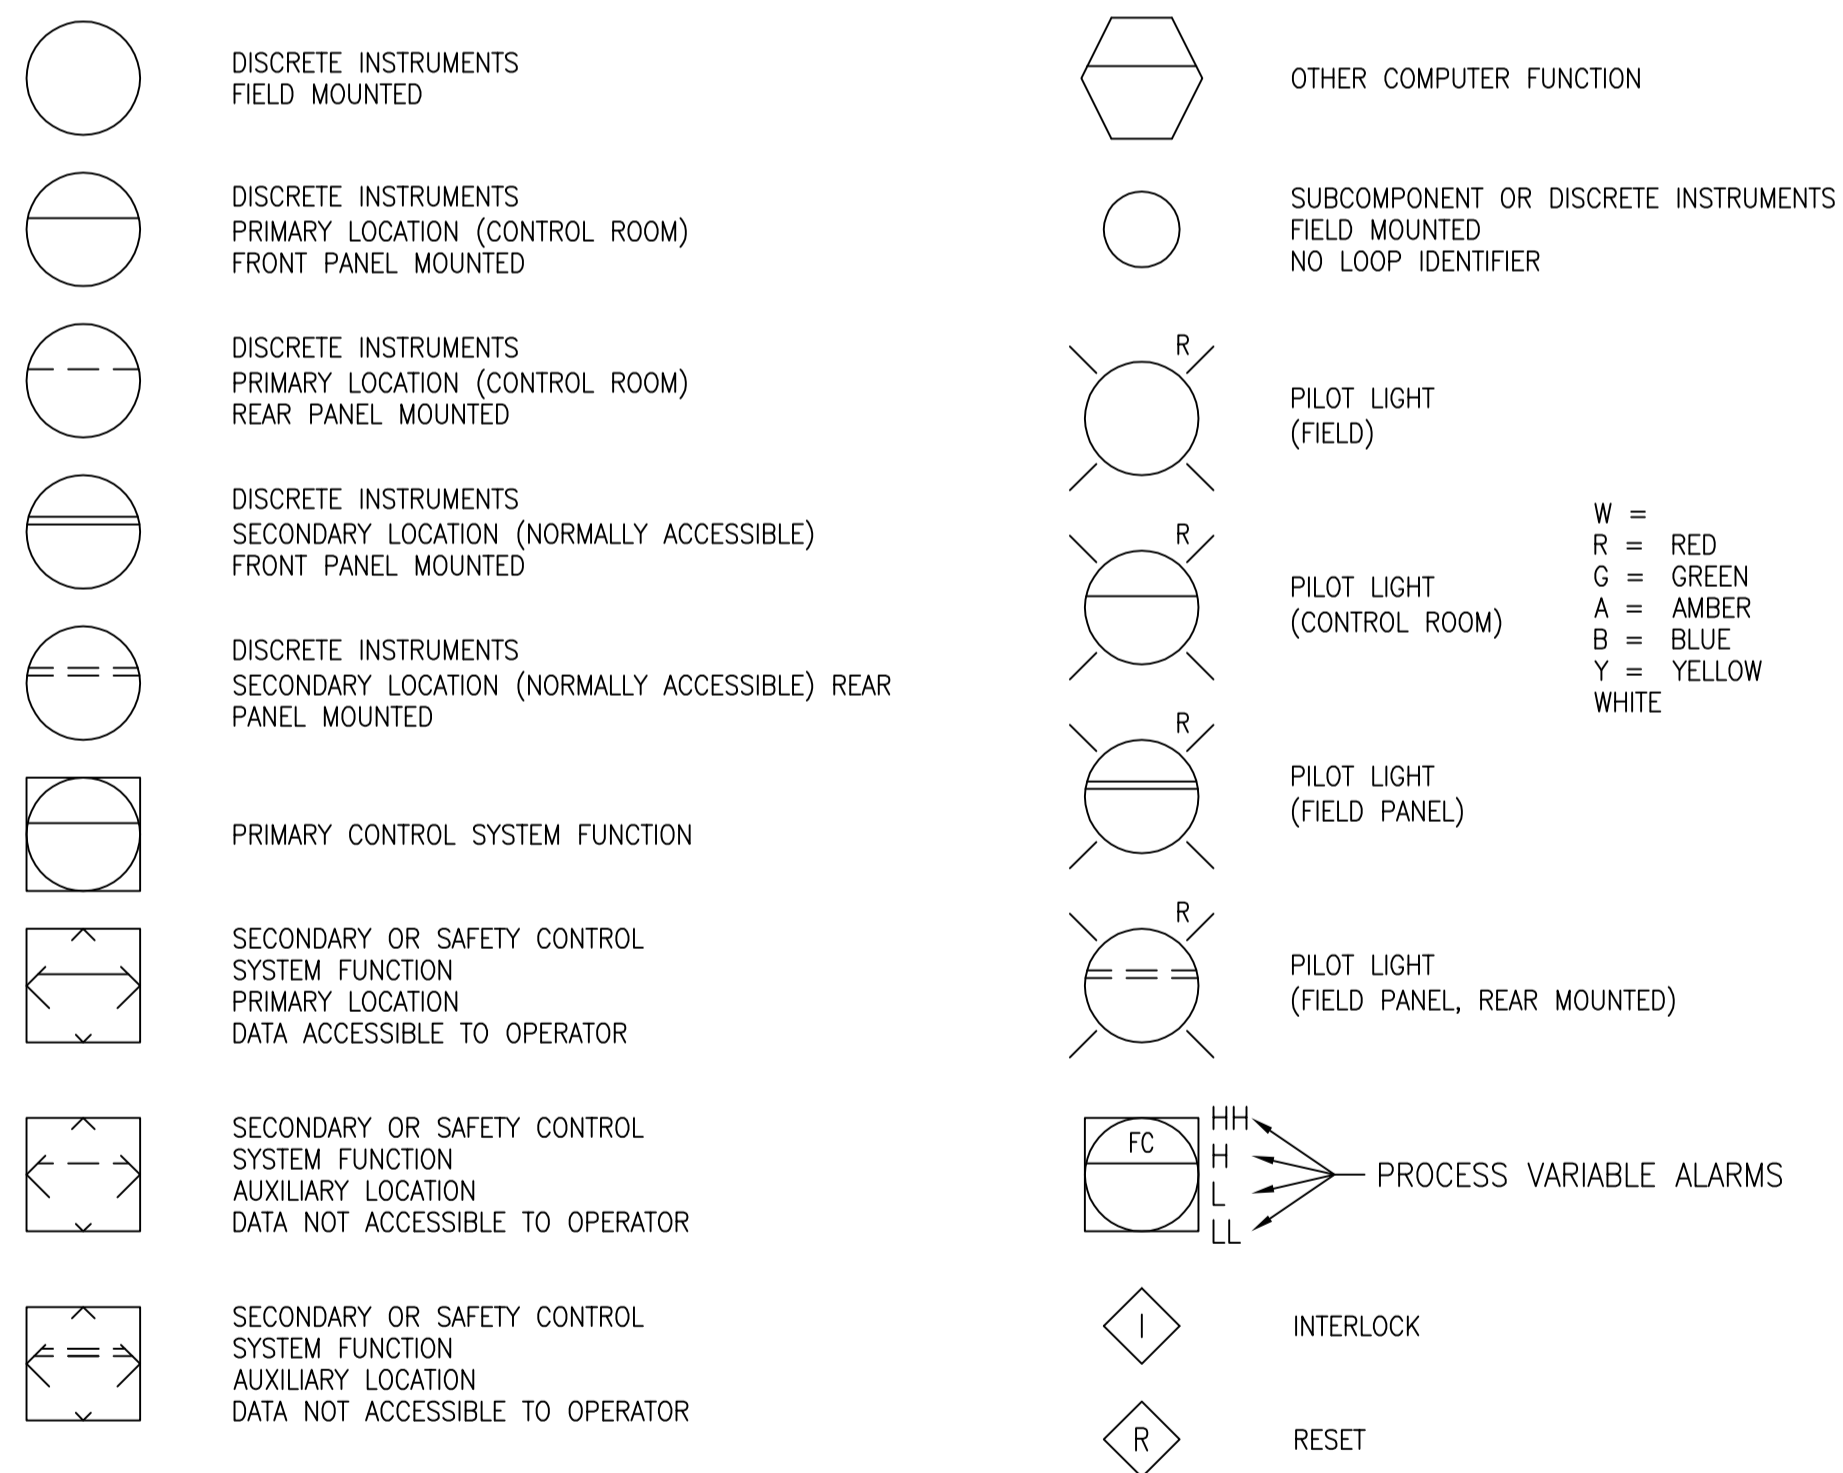 DISCRETE INSTRUMENTS
FIELD MOUNTED
DISCRETE INSTRUMENTS
PRIMARY LOCATION (CONTROL ROOM)
FRONT PANEL MOUNTED
DISCRETE INSTRUMENTS
PRIMARY LOCATION (CONTROL ROOM)
REAR PANEL MOUNTED
DISCRETE INSTRUMENTS
SECONDARY LOCATION (NORMALLY ACCESSIBLE)
FRONT PANEL MOUNTED
DISCRETE INSTRUMENTS
SECONDARY LOCATION (NORMALLY ACCESSIBLE) REAR
PANEL MOUNTED
PRIMARY CONTROL SYSTEM FUNCTION
SECONDARY OR SAFETY CONTROL
SYSTEM FUNCTION
PRIMARY LOCATION
DATA ACCESSIBLE TO OPERATOR
SECONDARY OR SAFETY CONTROL
SYSTEM FUNCTION
AUXILIARY LOCATION
DATA NOT ACCESSIBLE TO OPERATOR
SECONDARY OR SAFETY CONTROL
SYSTEM FUNCTION
AUXILIARY LOCATION
DATA NOT ACCESSIBLE TO OPERATOR
OTHER COMPUTER FUNCTION
SUBCOMPONENT OR DISCRETE INSTRUMENTS
FIELD MOUNTED
NO LOOP IDENTIFIER
R
PILOT LIGHT
(FIELD)
R
PILOT LIGHT
(CONTROL ROOM)
W =
R = RED
G = GREEN
A = AMBER
B = BLUE
Y = YELLOW
WHITE
R
PILOT LIGHT
(FIELD PANEL)
R
PILOT LIGHT
(FIELD PANEL, REAR MOUNTED)
FC
HH
H
L
LL
PROCESS VARIABLE ALARMS
I
INTERLOCK
R
RESET